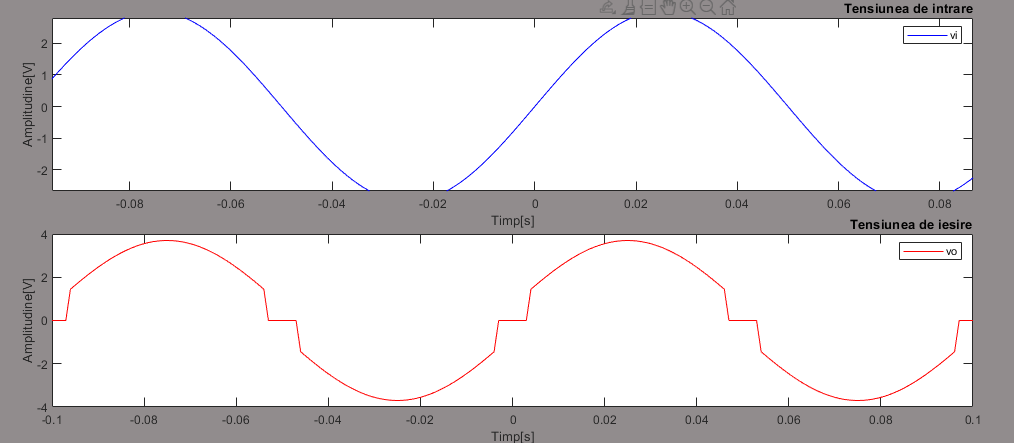 Tensiunea de intrare
vi
Amplitudine[V]
2
1
0
-1
-2
-0.08 -0.06 -0.04 -0.02 0 0.02 0.04 0.06 0.08
Timp[s]
Tensiunea de iesire
vo
Amplitudine[V]
4
2
0
-2
-4
-0.1 -0.08 -0.06 -0.04 -0.02 0 0.02 0.04 0.06 0.08 0.1
Timp[s]